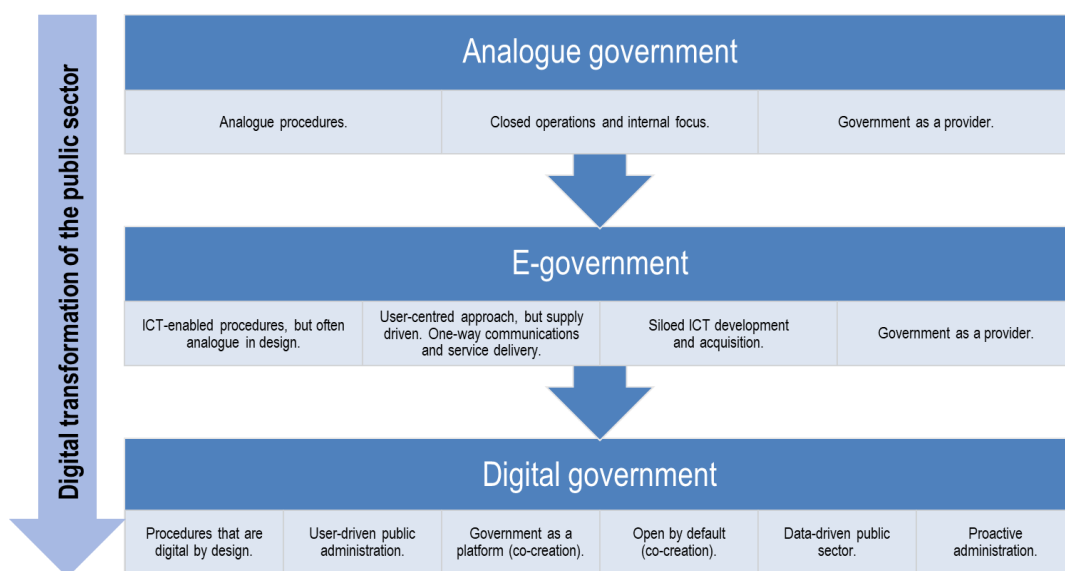 Digital transformation of the public sector
Analogue government
Analogue procedures.
Closed operations and internal focus.
Government as a provider.
E-government
ICT-enabled procedures, but often
analogue in design.
User-centred approach, but supply
driven. One-way communications
and service delivery.
Siloed ICT development
and acquisition.
Government as a provider.
Digital government
Procedures that are
digital by design.
User-driven public
administration.
Government as a
platform (co-creation).
Open by default
(co-creation).
Data-driven public
sector.
Proactive
administration.